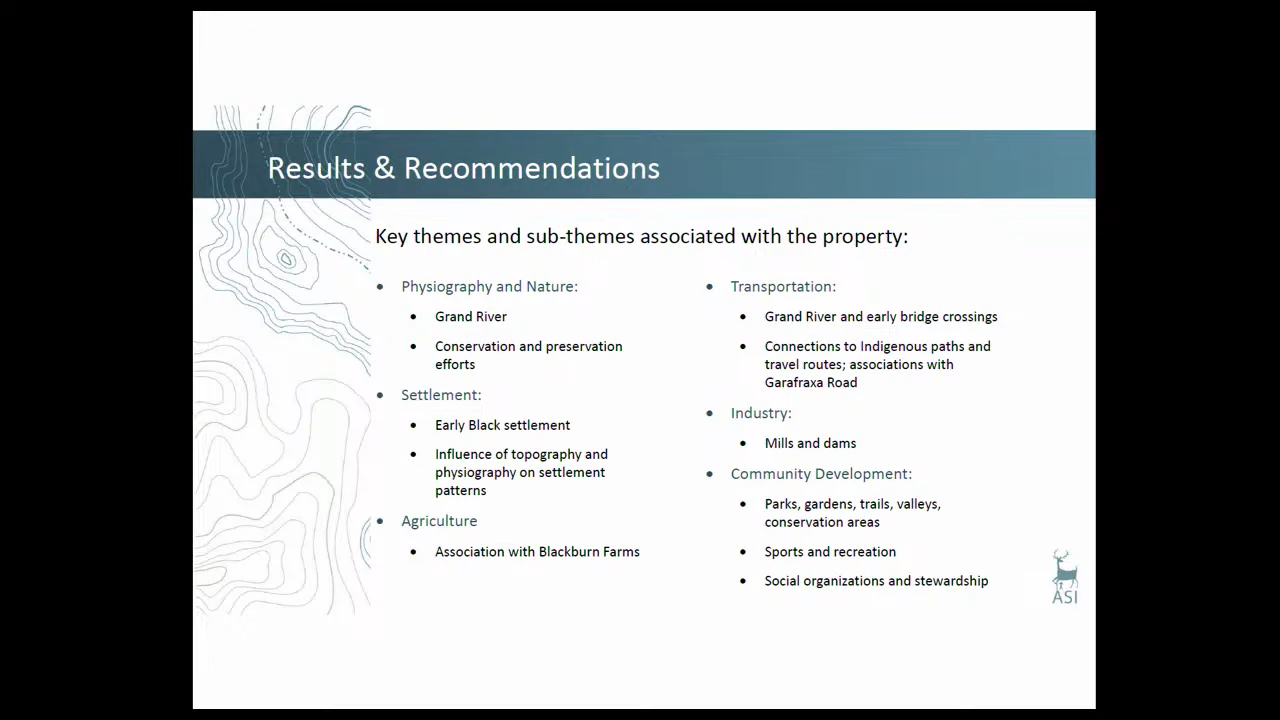 Results & Recommendations
Key themes and sub-themes associated with the property:
• Physiography and Nature:
• Grand River
• Conservation and preservation
efforts
• Settlement:
• Early Black settlement
• Influence of topography and
physiography on settlement
patterns
• Agriculture
• Association with Blackburn Farms
• Transportation:
• Grand River and early bridge crossings
• Connections to Indigenous paths and
travel routes; associations with
Garafraxa Road
• Industry:
• Mills and dams
• Community Development:
• Parks, gardens, trails, valleys,
conservation areas
• Sports and recreation
• Social organizations and stewardship
ASI